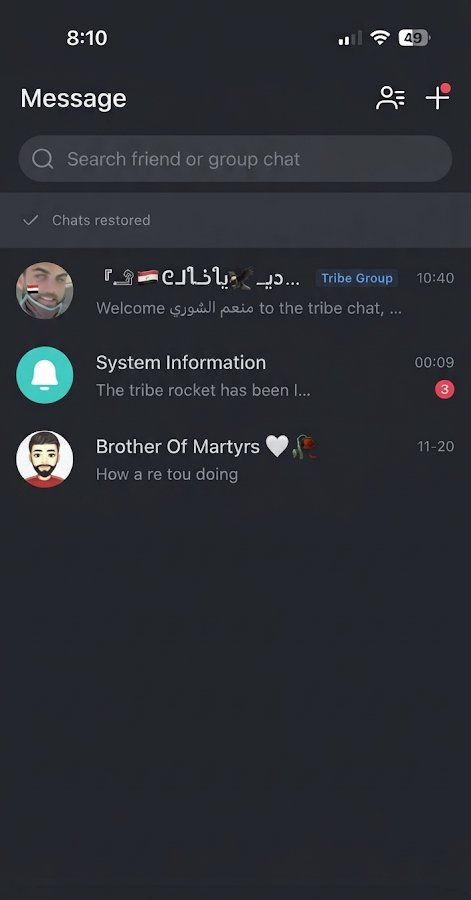 8:10
49
Message
Search friend or group chat
Chats restored
Tribe Group
10:40
Welcome منعم الشوري to the tribe chat, ...
System Information
00:09
The tribe rocket has been l...
3
Brother Of Martyrs 🤍🥀
11-20
How a re tou doing